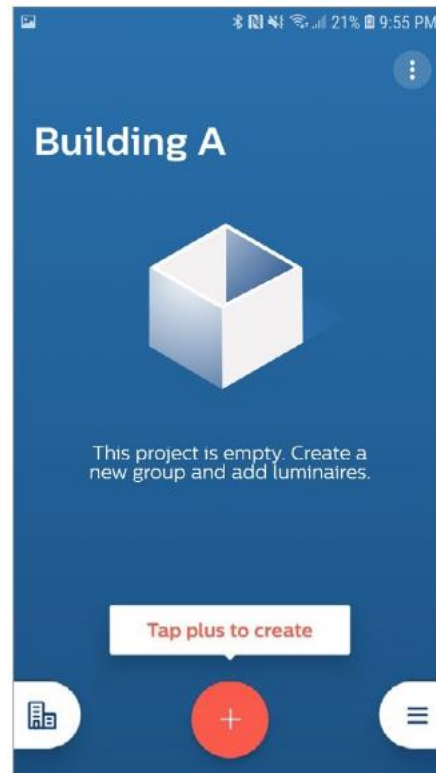 21% 9:55 PM
Building A
This project is empty. Create a
new group and add luminaires.
Tap plus to create